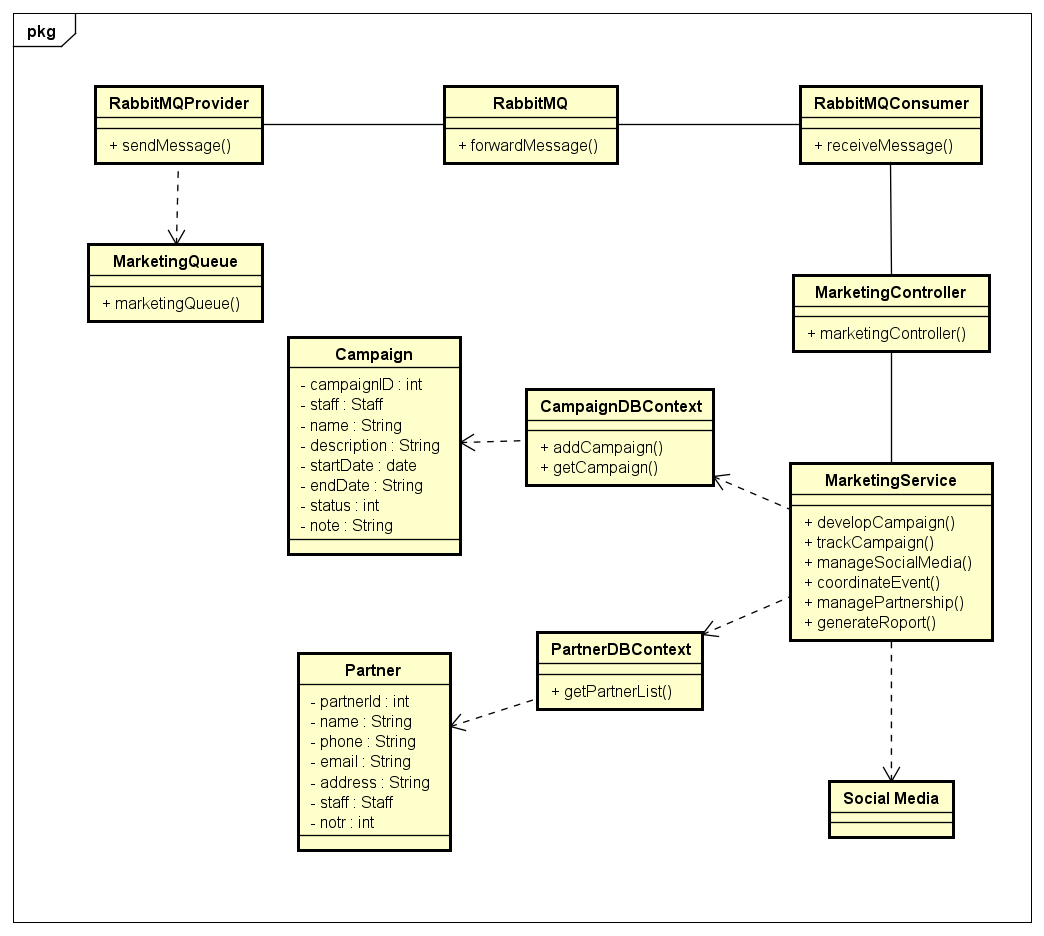 pkg
RabbitMQProvider
+ sendMessage()
RabbitMQ
+ forwardMessage()
RabbitMQConsumer
+ receiveMessage()
MarketingQueue
+ marketingQueue()
MarketingController
+ marketingController()
Campaign
- campaignID : int
- staff : Staff
- name : String
- description : String
- startDate : date
- endDate : String
- status : int
- note : String
CampaignDBContext
+ addCampaign()
+ getCampaign()
MarketingService
+ developCampaign()
+ trackCampaign()
+ manageSocialMedia()
+ coordinateEvent()
+ managePartnership()
+ generateRoport()
PartnerDBContext
+ getPartnerList()
Partner
- partnerId : int
- name : String
- phone : String
- email : String
- address : String
- staff : Staff
- notr : int
Social Media